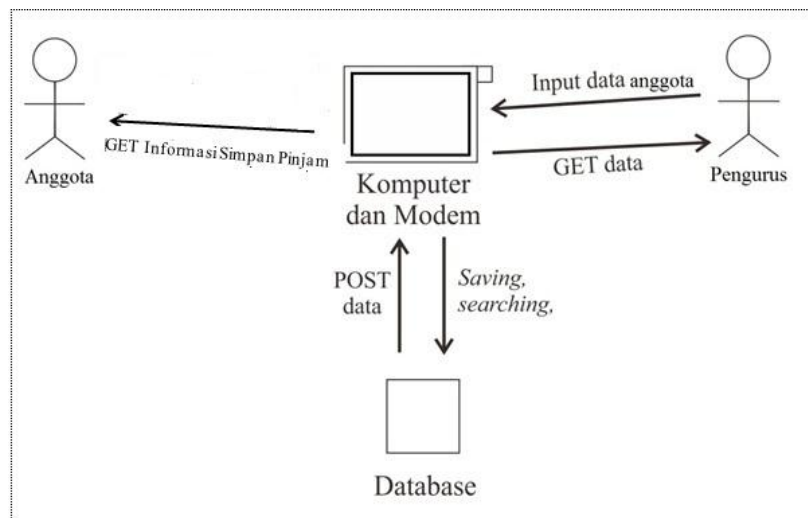 Input data anggota
GET Informasi Simpan Pinjam
GET data
Anggota
Komputer
dan Modem
Pengurus
POST
data
Saving,
searching,
Database